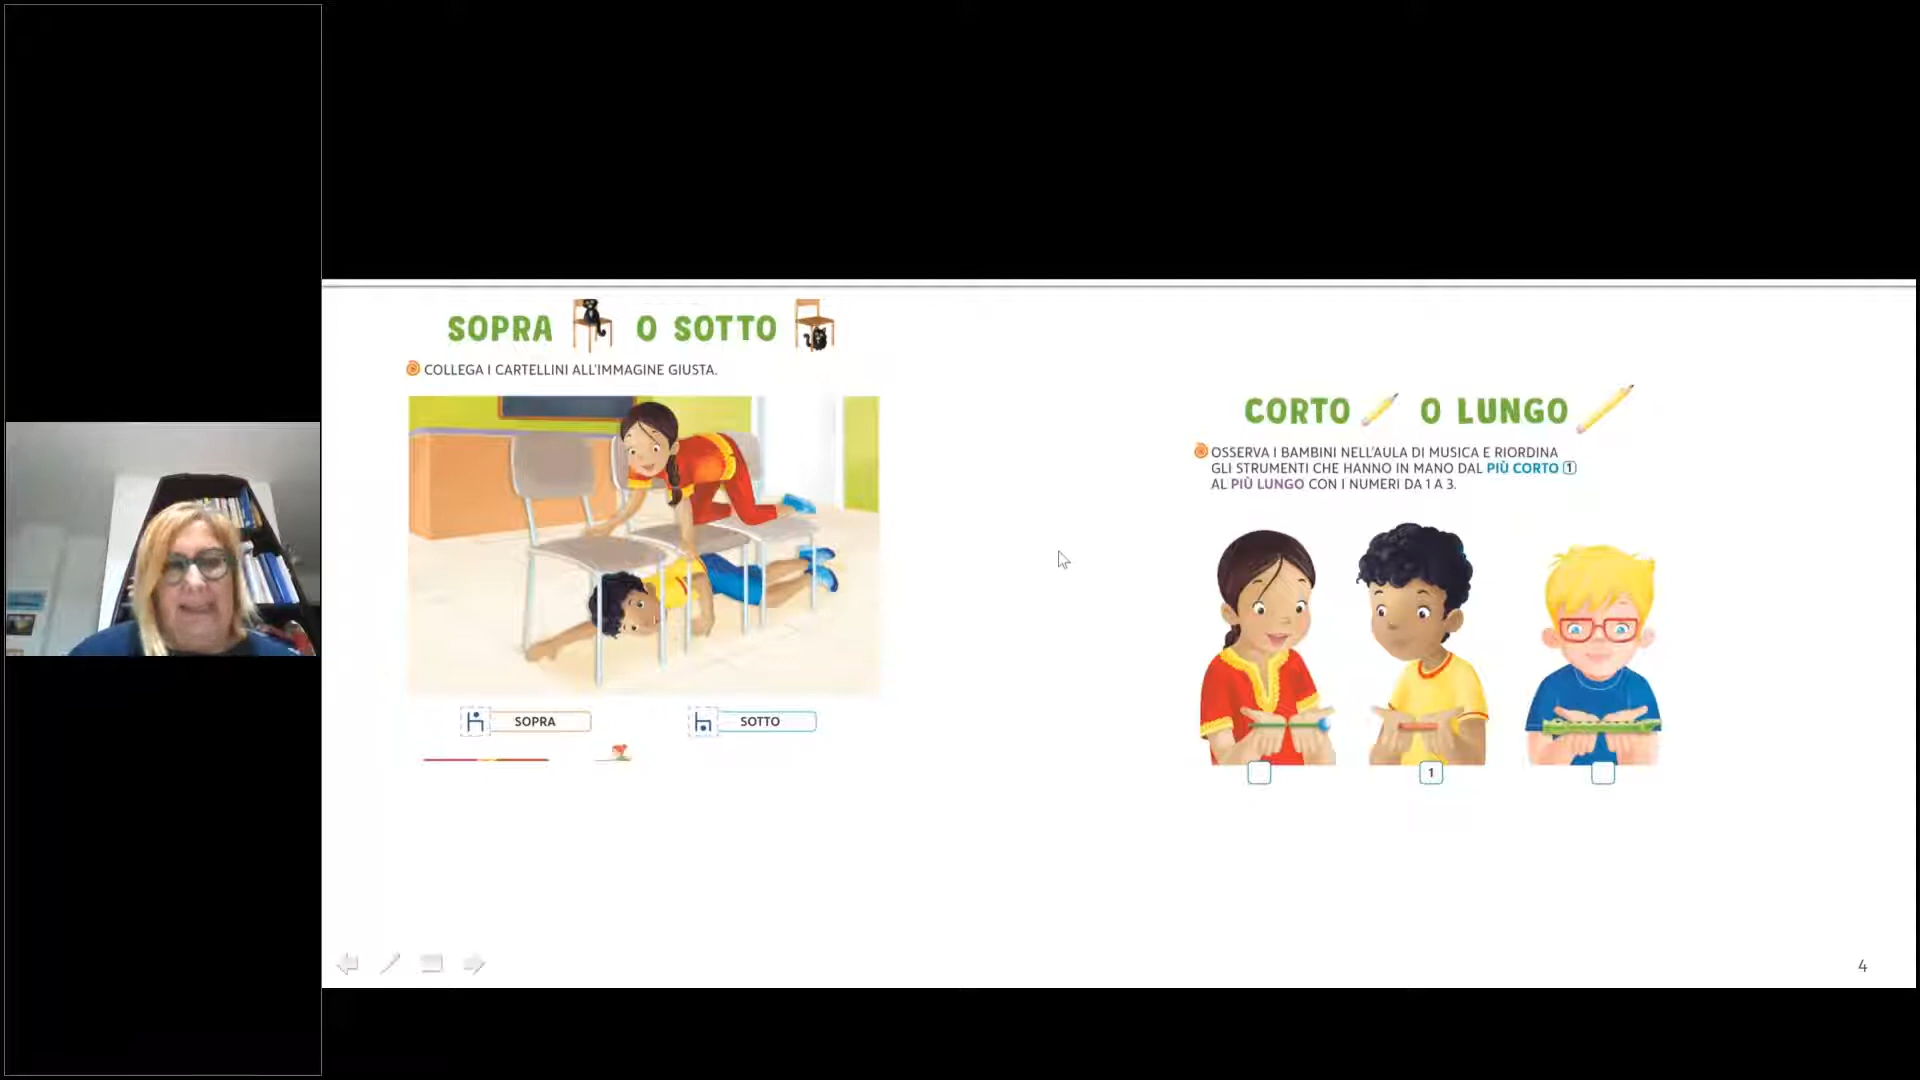 SOPRA O SOTTO
COLLEGA I CARTELLINI ALL'IMMAGINE GIUSTA.
SOPRA
SOTTO
CORTO O LUNGO
OSSERVA I BAMBINI NELL'AULA DI MUSICA E RIORDINA
GLI STRUMENTI CHE HANNO IN MANO DAL PIÙ CORTO 1
AL PIÙ LUNGO CON I NUMERI DA 1 A 3.
1
4